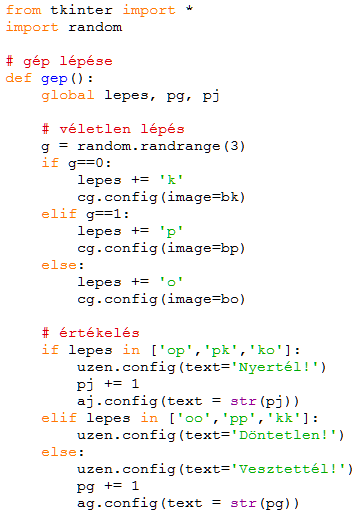 from tkinter import *
import random

# gép lépése
def gep():
    global lepes, pg, pj

    # véletlen lépés
    g = random.randrange(3)
    if g==0:
        lepes += 'k'
        cg.config(image=bk)
    elif g==1:
        lepes += 'p'
        cg.config(image=bp)
    else:
        lepes += 'o'
        cg.config(image=bo)

    # értékelés
    if lepes in ['op','pk','ko']:
        uzen.config(text='Nyertél!')
        pj += 1
        aj.config(text = str(pj))
    elif lepes in ['oo','pp','kk']:
        uzen.config(text='Döntetlen!')
    else:
        uzen.config(text='Vesztettél!')
        pg += 1
        ag.config(text = str(pg))